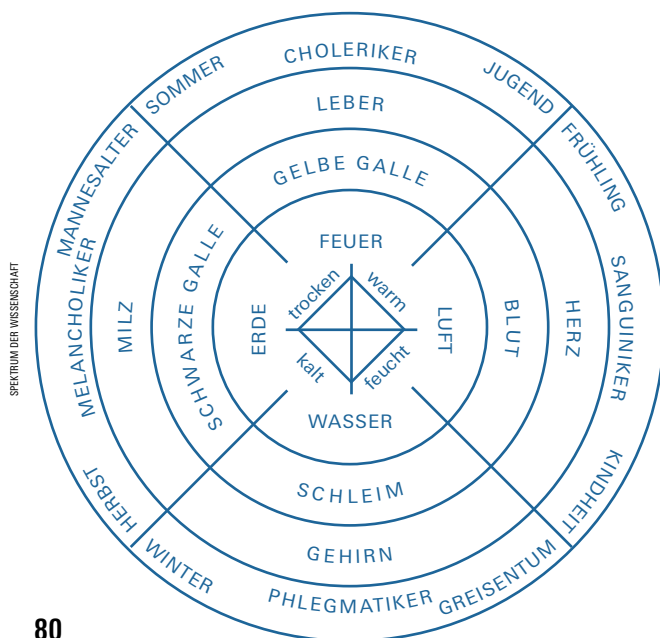 SOMMER
CHOLERIKER
JUGEND
LEBER
GELBE GALLE
FEUER
MANNESALTER
MELANCHOLIKER
HERBST
MILZ
SCHWARZE GALLE
ERDE
trocken
warm
kalt
feucht
LUFT
BLUT
HERZ
FRÜHLING
SANGUINIKER
KINDHEIT
WASSER
SCHLEIM
GEHIRN
WINTER
PHLEGMATIKER
GREISENTUM
SPEKTRUM DER WISSENSCHAFT
80